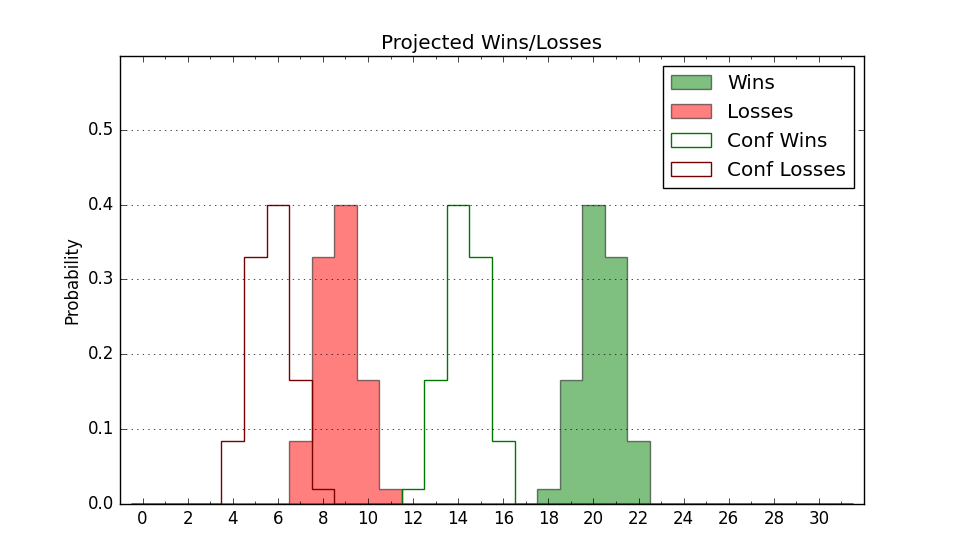 Projected Wins/Losses
Wins
Losses
Conf Wins
Conf Losses
Probability
0.5
0.4
0.3
0.2
0.1
0.0
0 2 4 6 8 10 12 14 16 18 20 22 24 26 28 30